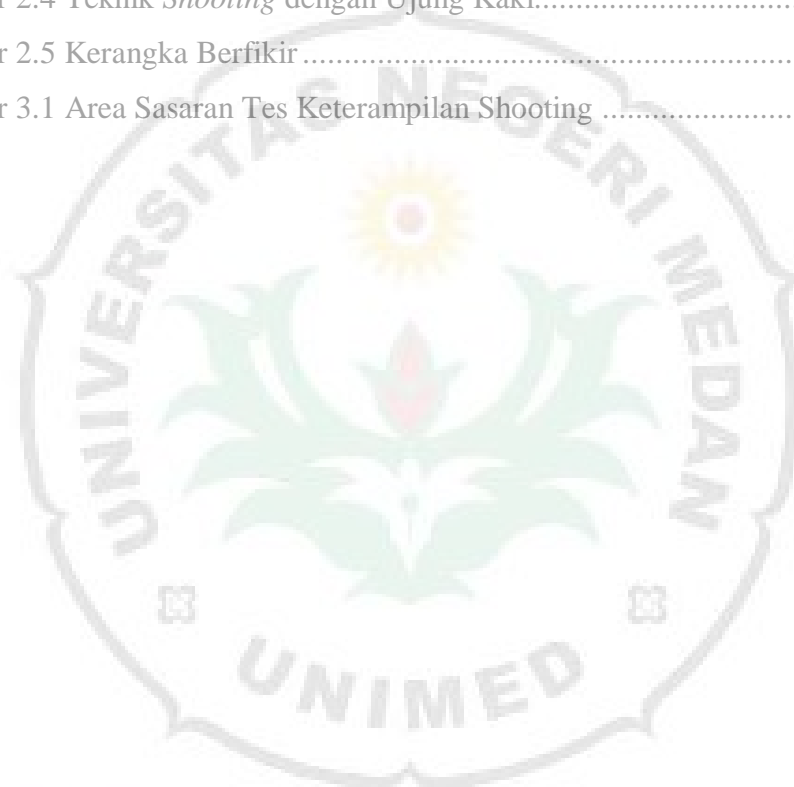 r 2.4 Teknik Shooting dengan Ujung Kaki..............................
r 2.5 Kerangka Berfikir..................................................
r 3.1 Area Sasaran Tes Keterampilan Shooting .....................
UNIVERSITAS NEGERI MEDAN
UNIMED